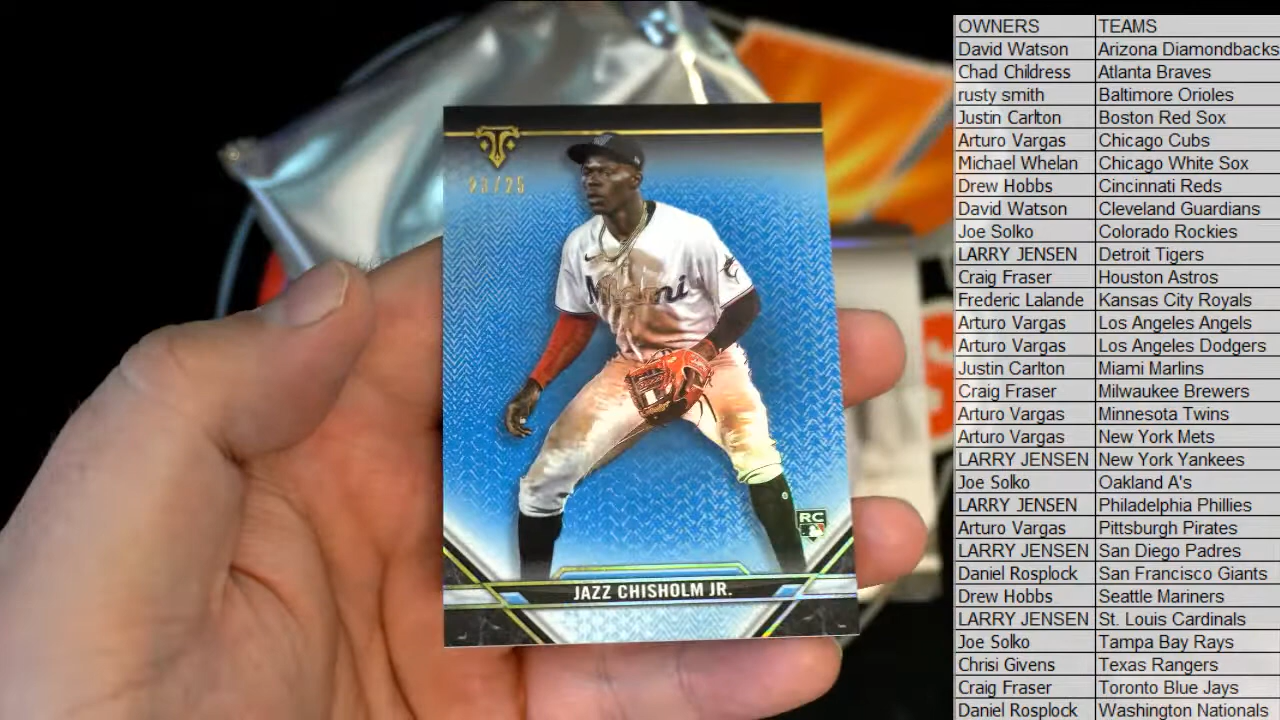 23/25
Miami
RC
JAZZ CHISHOLM JR.
OWNERS TEAMS
David Watson Arizona Diamondbacks
Chad Childress Atlanta Braves
rusty smith Baltimore Orioles
Justin Carlton Boston Red Sox
Arturo Vargas Chicago Cubs
Michael Whelan Chicago White Sox
Drew Hobbs Cincinnati Reds
David Watson Cleveland Guardians
Joe Solko Colorado Rockies
LARRY JENSEN Detroit Tigers
Craig Fraser Houston Astros
Frederic Lalande Kansas City Royals
Arturo Vargas Los Angeles Angels
Arturo Vargas Los Angeles Dodgers
Justin Carlton Miami Marlins
Craig Fraser Milwaukee Brewers
Arturo Vargas Minnesota Twins
Arturo Vargas New York Mets
LARRY JENSEN New York Yankees
Joe Solko Oakland A's
LARRY JENSEN Philadelphia Phillies
Arturo Vargas Pittsburgh Pirates
LARRY JENSEN San Diego Padres
Daniel Rosplock San Francisco Giants
Drew Hobbs Seattle Mariners
LARRY JENSEN St. Louis Cardinals
Joe Solko Tampa Bay Rays
Chrisi Givens Texas Rangers
Craig Fraser Toronto Blue Jays
Daniel Rosplock Washington Nationals